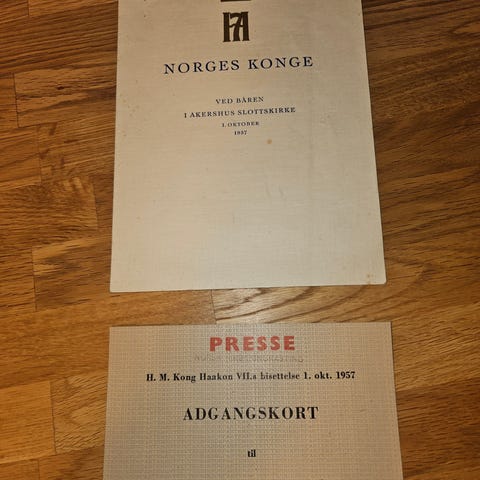 H7
NORGES KONGE
VED BÅREN
I AKERSHUS SLOTTSKIRKE
1. OKTOBER
1957
PRESSE
H. M. Kong Haakon VII.s bisettelse 1. okt. 1957
ADGANGSKORT
til